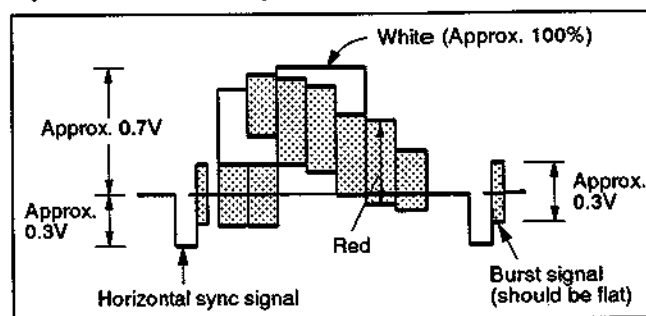 White (Approx. 100%)
Approx. 0.7V
Approx.
0.3V
Approx.
0.3V
Red
Horizontal sync signal
Burst signal
(should be flat)